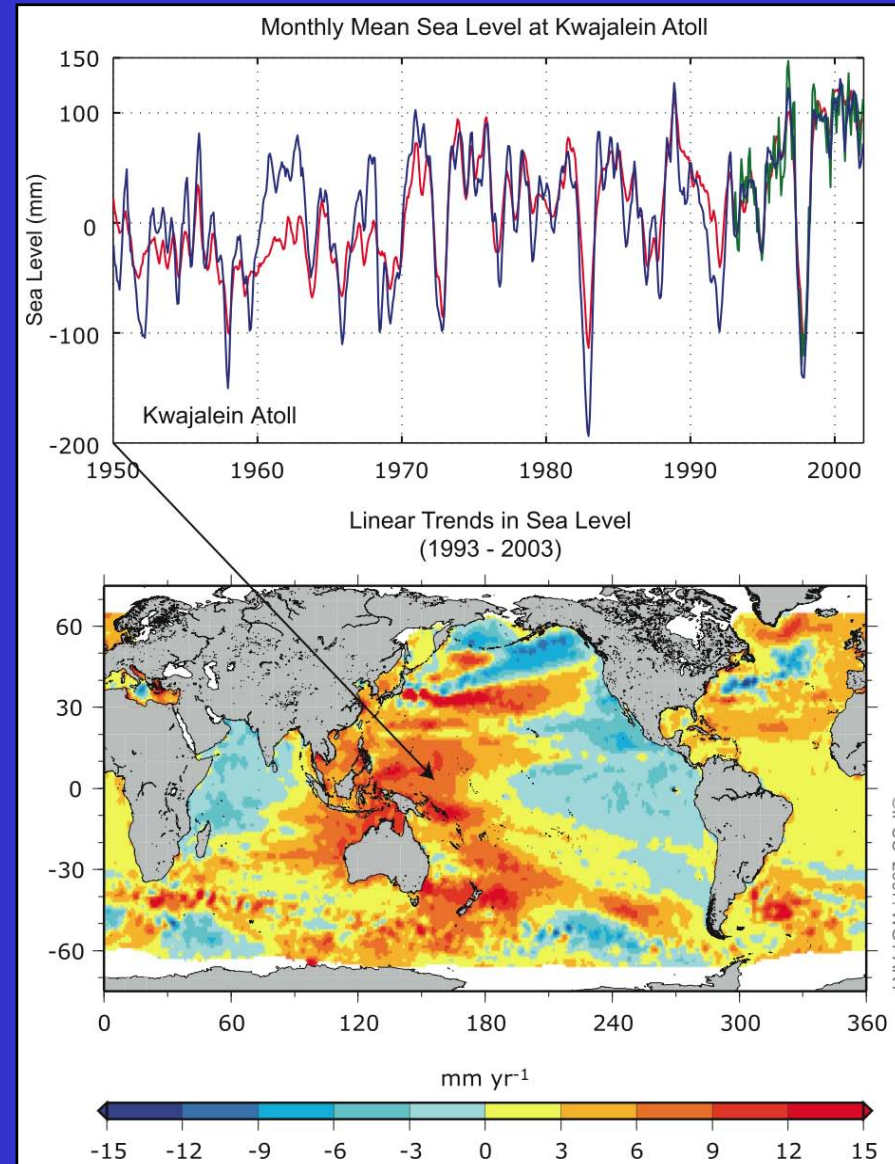 Monthly Mean Sea Level at Kwajalein Atoll
150
100
0
-100
-200
Sea Level (mm)
Kwajalein Atoll
1950 1960 1970 1980 1990 2000
Linear Trends in Sea Level
(1993 - 2003)
60
30
0
-30
-60
0 60 120 180 240 300 360
mm yr-1
-15 -12 -9 -6 -3 0 3 6 9 12 15